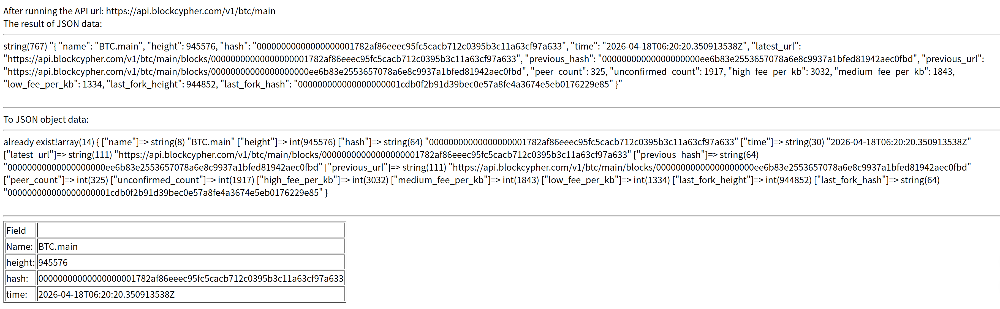 After running the API url: https://api.blockcypher.com/v1/btc/main
The result of JSON data:
string(767) "{ "name": "BTC.main", "height": 945576, "hash": "00000000000000000001782af86eeec95fc5cacb712c0395b3c11a63cf97a633", "time": "2026-04-18T06:20:20.350913538Z", "latest_url":
"https://api.blockcypher.com/v1/btc/main/blocks/00000000000000000001782af86eeec95fc5cacb712c0395b3c11a63cf97a633", "previous_hash": "00000000000000000000ee6b83e2553657078a6e8c9937a1bfed81942aec0fbd", "previous_url":
"https://api.blockcypher.com/v1/btc/main/blocks/00000000000000000000ee6b83e2553657078a6e8c9937a1bfed81942aec0fbd", "peer_count": 325, "unconfirmed_count": 1917, "high_fee_per_kb": 3032, "medium_fee_per_kb": 1843,
"low_fee_per_kb": 1334, "last_fork_height": 944852, "last_fork_hash": "000000000000000000001cdb0f2b91d39bec0e57a8fe4a3674e5eb0176229e85" }"
To JSON object data:
already exist!array(14) { ["name"]=> string(8) "BTC.main" ["height"]=> int(945576) ["hash"]=> string(64) "00000000000000000001782af86eeec95fc5cacb712c0395b3c11a63cf97a633" ["time"]=> string(30) "2026-04-18T06:20:20.350913538Z"
["latest_url"]=> string(111) "https://api.blockcypher.com/v1/btc/main/blocks/00000000000000000001782af86eeec95fc5cacb712c0395b3c11a63cf97a633" ["previous_hash"]=> string(64)
"00000000000000000000ee6b83e2553657078a6e8c9937a1bfed81942aec0fbd" ["previous_url"]=> string(111) "https://api.blockcypher.com/v1/btc/main/blocks/00000000000000000000ee6b83e2553657078a6e8c9937a1bfed81942aec0fbd"
["peer_count"]=> int(325) ["unconfirmed_count"]=> int(1917) ["high_fee_per_kb"]=> int(3032) ["medium_fee_per_kb"]=> int(1843) ["low_fee_per_kb"]=> int(1334) ["last_fork_height"]=> int(944852) ["last_fork_hash"]=> string(64)
"000000000000000000001cdb0f2b91d39bec0e57a8fe4a3674e5eb0176229e85" }
Field
Name: BTC.main
height: 945576
hash: 00000000000000000001782af86eeec95fc5cacb712c0395b3c11a63cf97a633
time: 2026-04-18T06:20:20.350913538Z